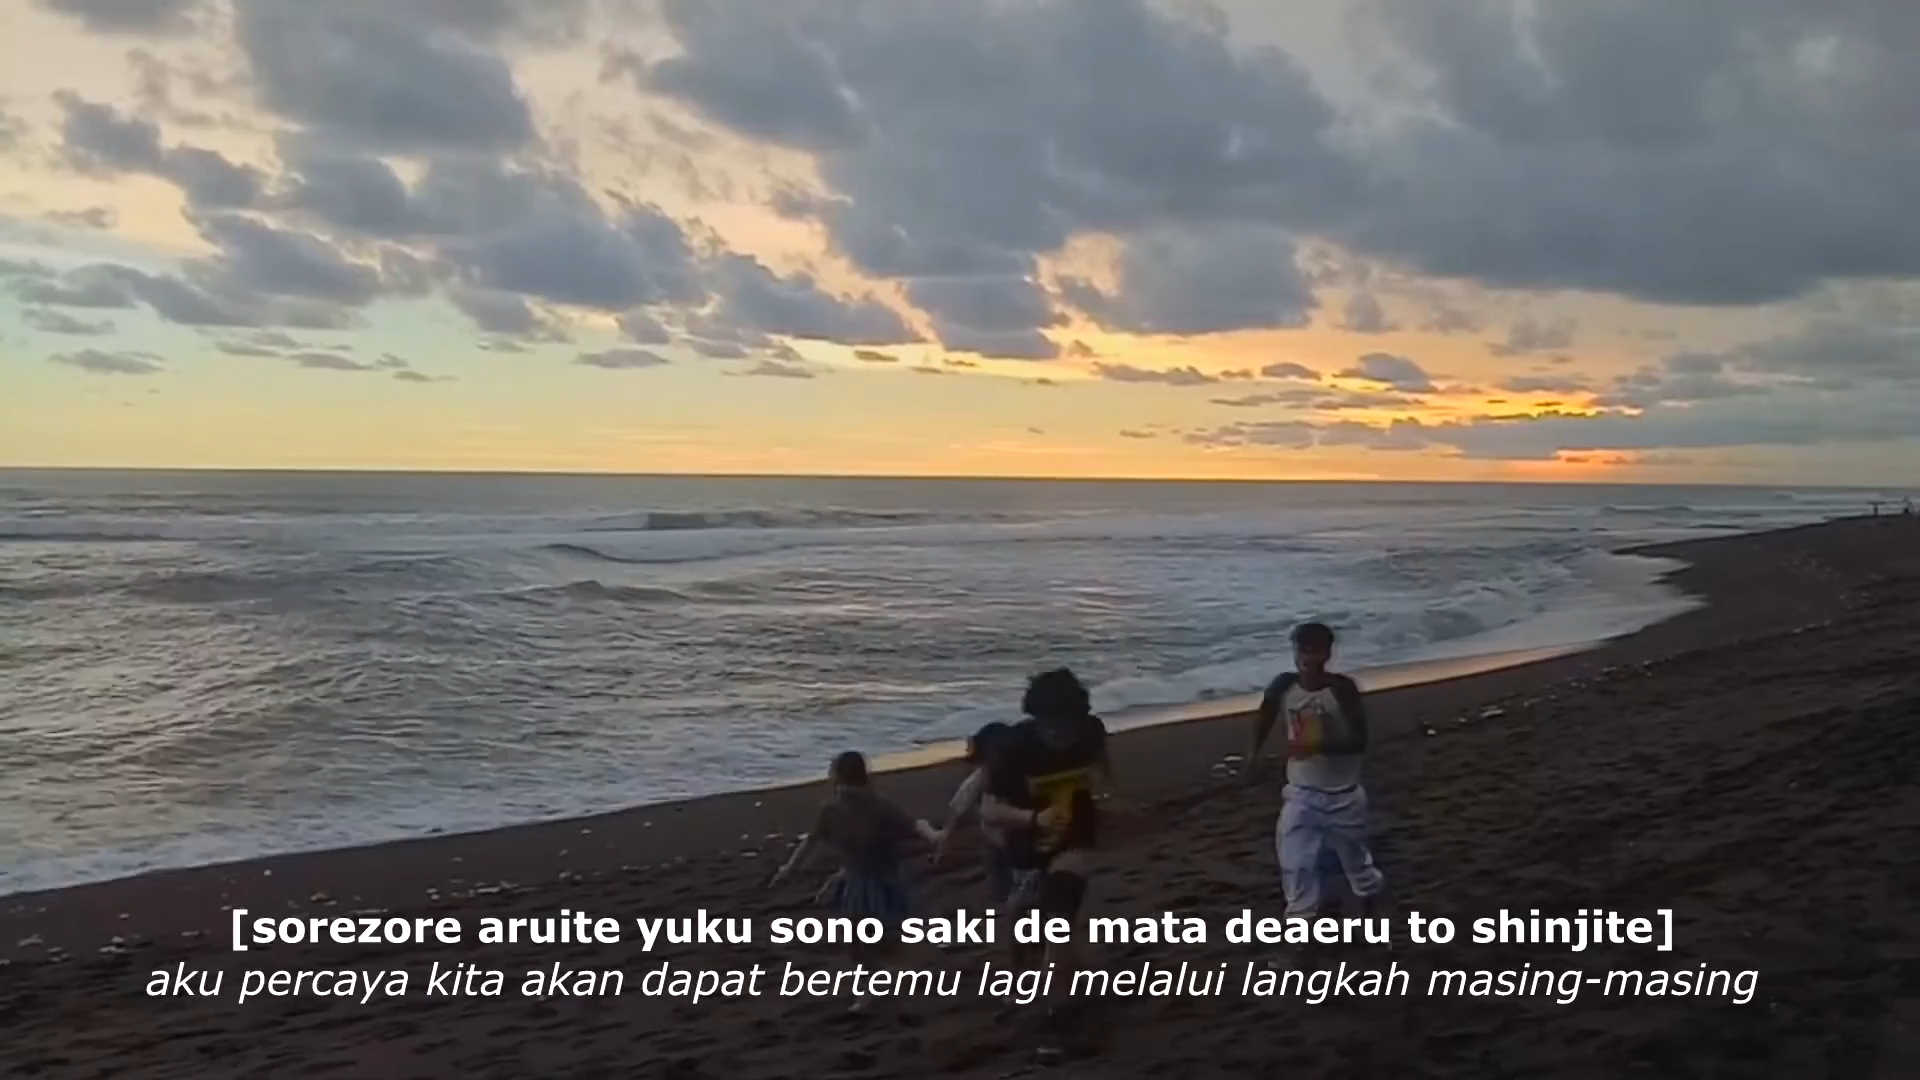 [sorezore aruite yuku sono saki de mata deaeru to shinjite]
aku percaya kita akan dapat bertemu lagi melalui langkah masing-masing